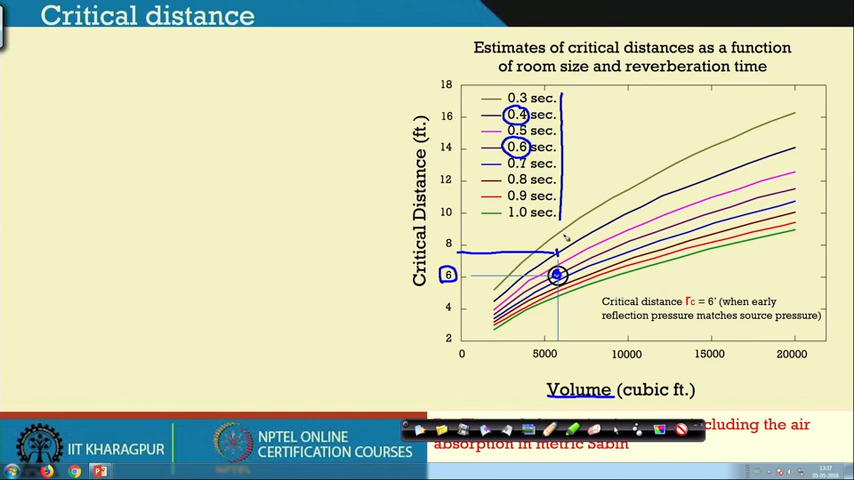 Critical distance
Estimates of critical distances as a function
of room size and reverberation time
18
16
14
12
10
8
6
4
2
Critical Distance (ft.)
0.3 sec.
0.4 sec.
0.5 sec.
0.6 sec.
0.7 sec.
0.8 sec.
0.9 sec.
1.0 sec.
Critical distance rc = 6' (when early
reflection pressure matches source pressure)
0
5000
10000
15000
20000
Volume (cubic ft.)
including the air
absorption in metric Sabin
IIT KHARAGPUR
NPTEL ONLINE
CERTIFICATION COURSES
NPTEL
13:37